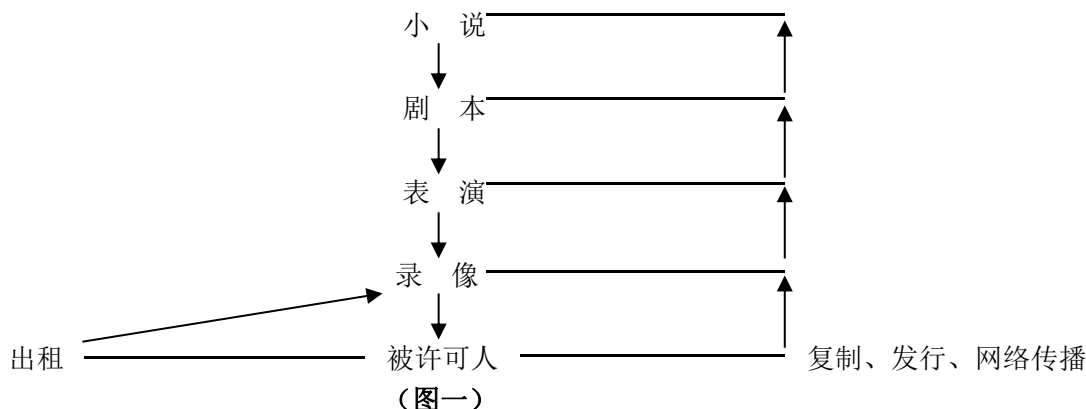 小 说
剧 本
表 演
录 像
出租 被许可人 复制、发行、网络传播
（图一）